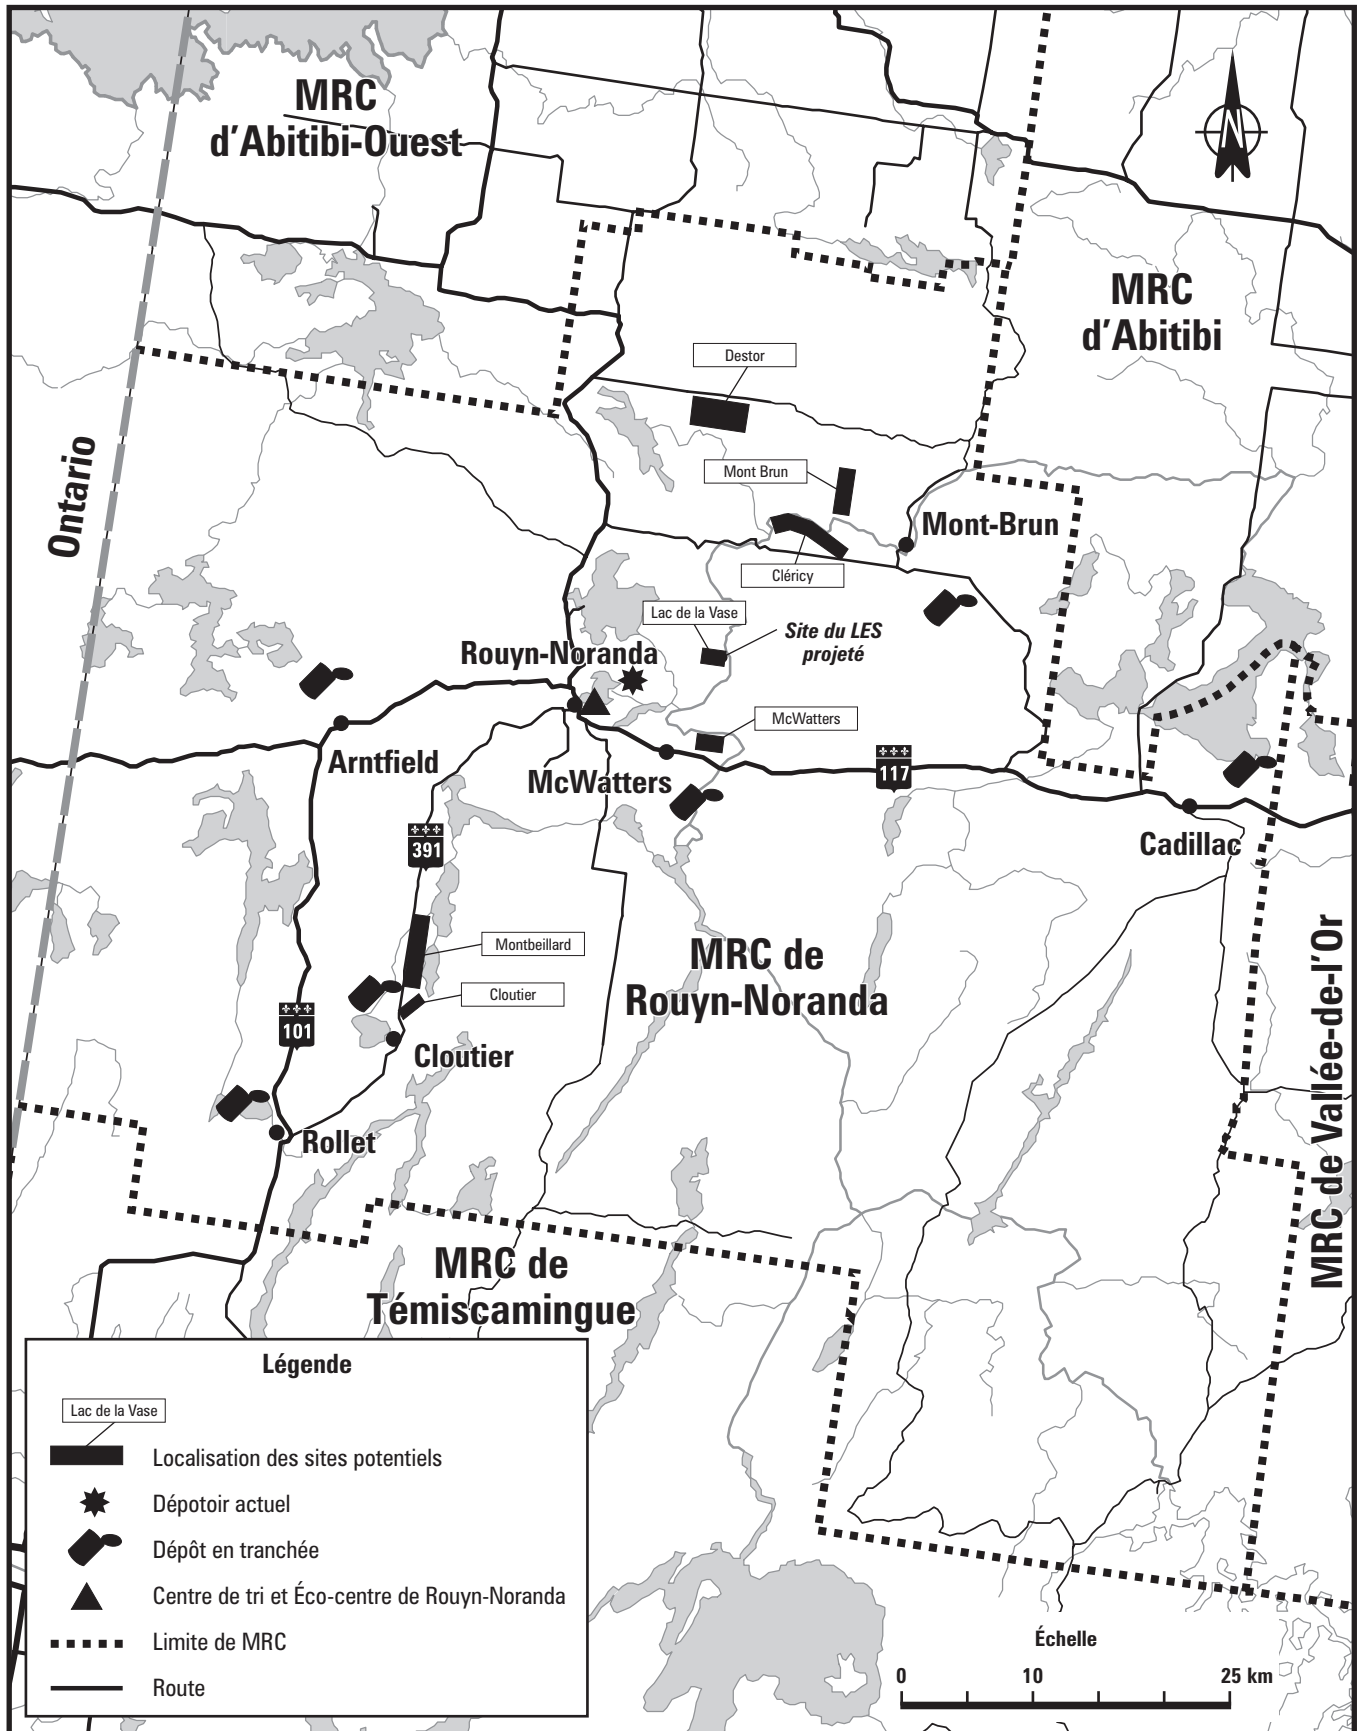 MRC
d'Abitibi-Ouest
N
MRC
d'Abitibi
Destor
Ontario
Mont Brun
Mont-Brun
Cléricy
Lac de la Vase
Site du LES
projeté
Rouyn-Noranda
McWatters
Arntfield
McWatters
117
Cadillac
391
Montbeillard
MRC de
Rouyn-Noranda
Cloutier
101
Cloutier
MRC de Vallée-de-l'Or
Rollet
MRC de
Témiscamingue
Légende
Lac de la Vase
Localisation des sites potentiels
Dépotoir actuel
Dépôt en tranchée
Centre de tri et Éco-centre de Rouyn-Noranda
Limite de MRC
Route
Échelle
0 10 25 km